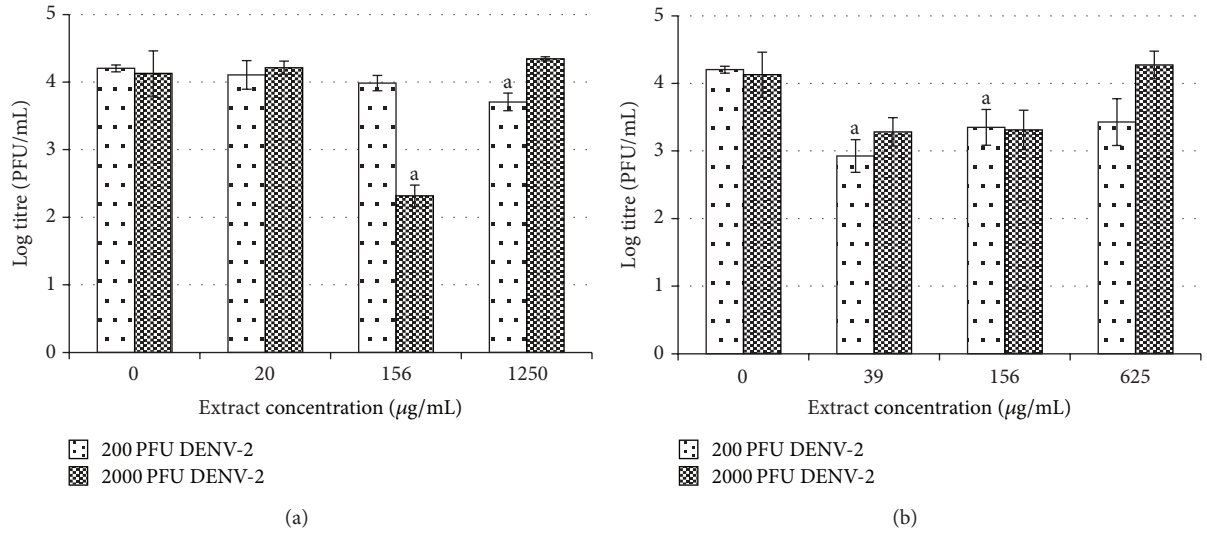 5
4
3
2
1
0
Log titre (PFU/mL)
a
a
0 20 156 1250
Extract concentration (μg/mL)
200 PFU DENV-2
2000 PFU DENV-2
(a)
5
4
3
2
1
0
Log titre (PFU/mL)
a
a
0 39 156 625
Extract concentration (μg/mL)
200 PFU DENV-2
2000 PFU DENV-2
(b)